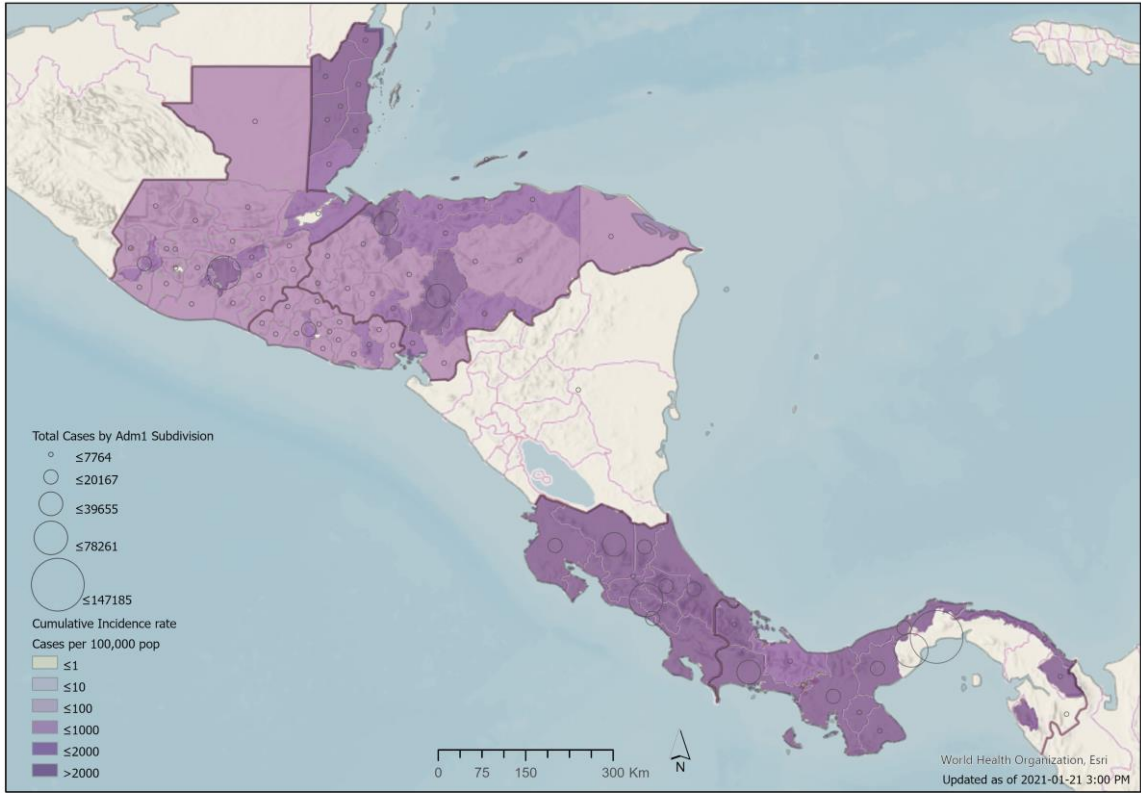 Total Cases by Adm1 Subdivision
≤7764
≤20167
≤39655
≤78261
≤147185
Cumulative Incidence rate
Cases per 100,000 pop
≤1
≤10
≤100
≤1000
≤2000
>2000
0 75 150 300 Km
N
World Health Organization, Esri
Updated as of 2021-01-21 3:00 PM